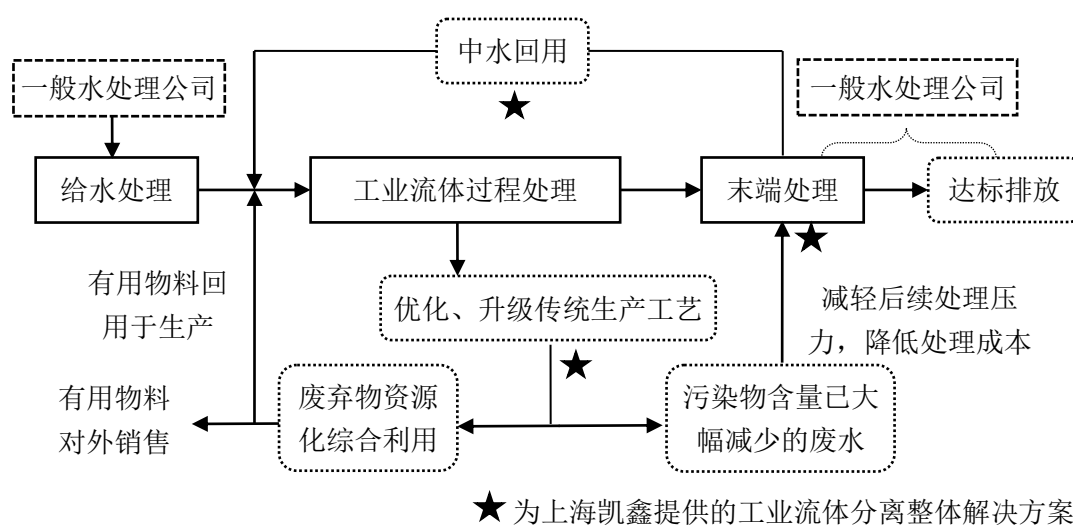 中水回用
一般水处理公司
一般水处理公司
给水处理
工业流体过程处理
末端处理
达标排放
有用物料回
用于生产
优化、升级传统生产工艺
减轻后续处理压
力，降低处理成本
有用物料
对外销售
废弃物资源
化综合利用
污染物含量已大
幅减少的废水
★为上海凯鑫提供的工业流体分离整体解决方案